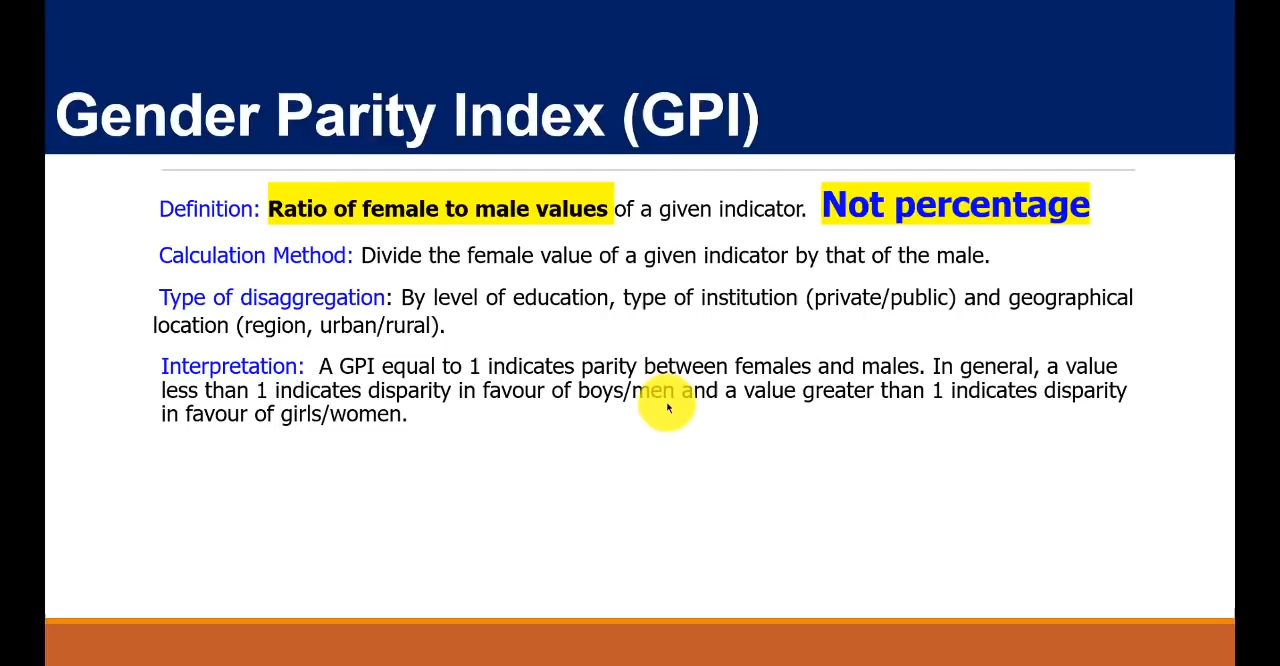 Gender Parity Index (GPI)
Definition: Ratio of female to male values of a given indicator. Not percentage
Calculation Method: Divide the female value of a given indicator by that of the male.
Type of disaggregation: By level of education, type of institution (private/public) and geographical
location (region, urban/rural).
Interpretation: A GPI equal to 1 indicates parity between females and males. In general, a value
less than 1 indicates disparity in favour of boys/men and a value greater than 1 indicates disparity
in favour of girls/women.